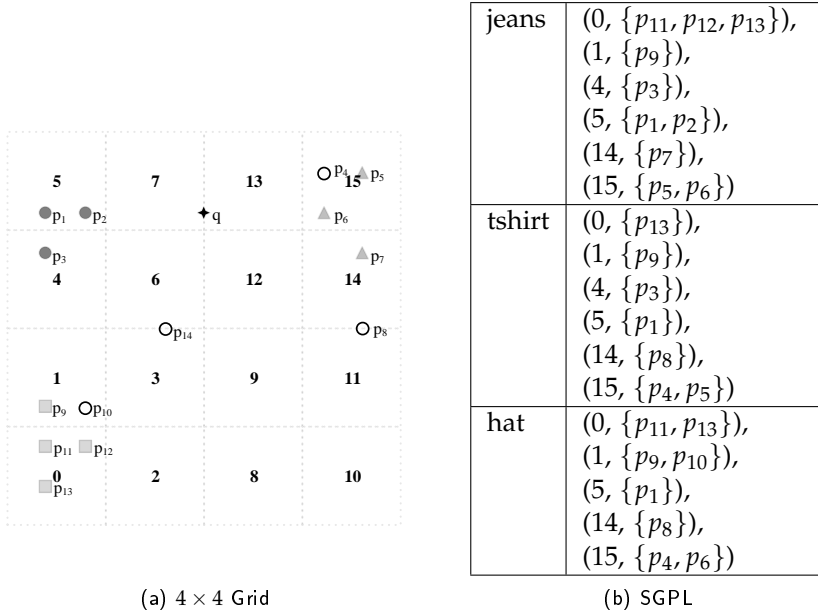 5 7 13 15
p₄ p₅
p₁ p₂ q p₆
p₃ p₇
4 6 12 14
p₁₄ p₈
1 3 9 11
p₉ p₁₀
p₁₁ p₁₂
0 2 8 10
p₁₃
(a) 4 × 4 Grid
jeans (0, {p₁₁, p₁₂, p₁₃}),
(1, {p₉}),
(4, {p₃}),
(5, {p₁, p₂}),
(14, {p₇}),
(15, {p₅, p₆})
tshirt (0, {p₁₃}),
(1, {p₉}),
(4, {p₃}),
(5, {p₁}),
(14, {p₈}),
(15, {p₄, p₅})
hat (0, {p₁₁, p₁₃}),
(1, {p₉, p₁₀}),
(5, {p₁}),
(14, {p₈}),
(15, {p₄, p₆})
(b) SGPL